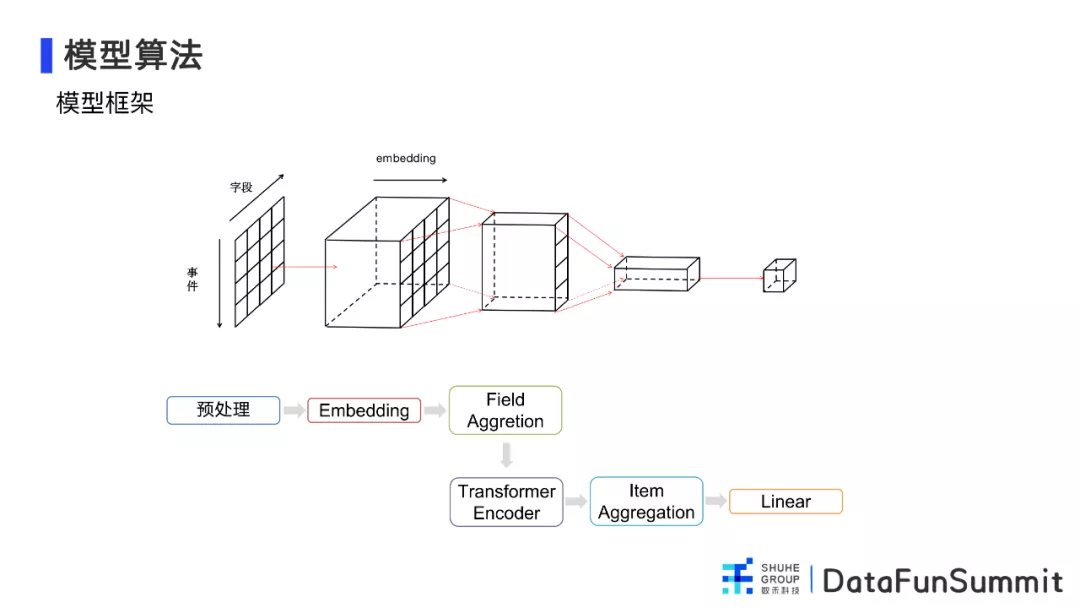 模型算法
模型框架
embedding
字段
事
件
预处理
Embedding
Field
Aggretion
Transformer
Encoder
Item
Aggregation
Linear
SHUHE
GROUP
数禾科技
DataFunSummit